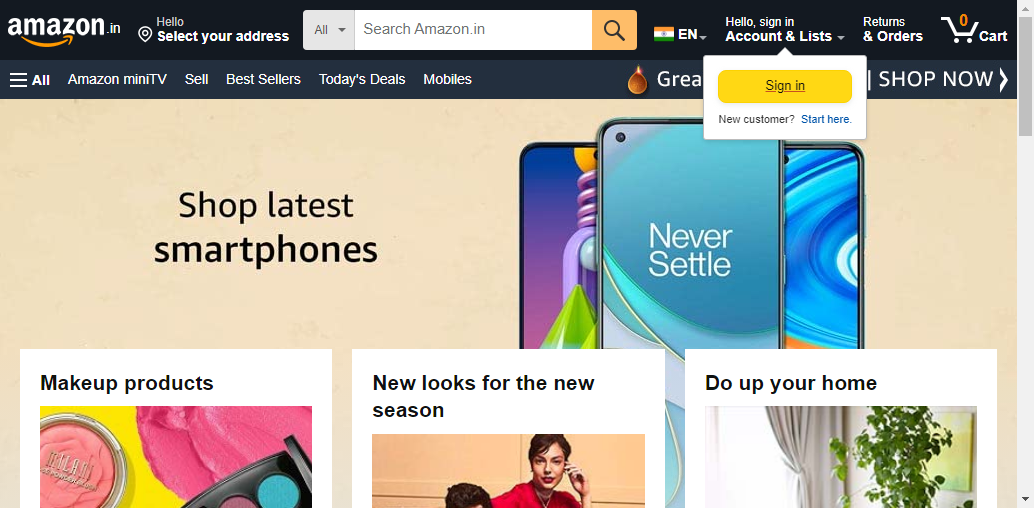 amazon.in
Hello
Select your address
All
Search Amazon.in
EN
Hello, sign in
Account & Lists
Returns
& Orders
0
Cart
All
Amazon miniTV
Sell
Best Sellers
Today's Deals
Mobiles
| SHOP NOW
Sign in
New customer? Start here.
Shop latest
smartphones
Never
Settle
Makeup products
New looks for the new
season
Do up your home
MILANI